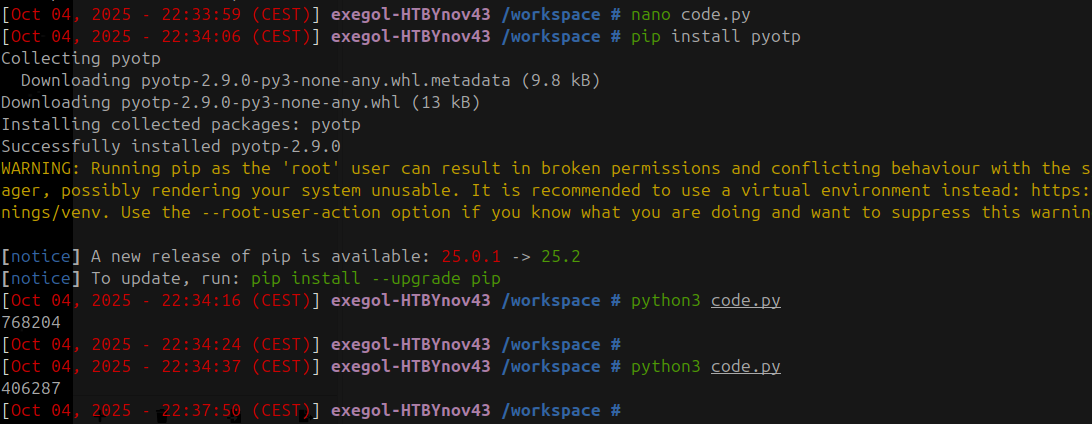 [Oct 04, 2025 - 22:33:59 (CEST)] exegol-HTBYnov43 /workspace # nano code.py
[Oct 04, 2025 - 22:34:06 (CEST)] exegol-HTBYnov43 /workspace # pip install pyotp
Collecting pyotp
  Downloading pyotp-2.9.0-py3-none-any.whl.metadata (9.8 kB)
Downloading pyotp-2.9.0-py3-none-any.whl (13 kB)
Installing collected packages: pyotp
Successfully installed pyotp-2.9.0
WARNING: Running pip as the 'root' user can result in broken permissions and conflicting behaviour with the s
ager, possibly rendering your system unusable. It is recommended to use a virtual environment instead: https:
nings/venv. Use the --root-user-action option if you know what you are doing and want to suppress this warnin
[notice] A new release of pip is available: 25.0.1 -> 25.2
[notice] To update, run: pip install --upgrade pip
[Oct 04, 2025 - 22:34:16 (CEST)] exegol-HTBYnov43 /workspace # python3 code.py
768204
[Oct 04, 2025 - 22:34:24 (CEST)] exegol-HTBYnov43 /workspace #
[Oct 04, 2025 - 22:34:37 (CEST)] exegol-HTBYnov43 /workspace # python3 code.py
406287
[Oct 04, 2025 - 22:37:50 (CEST)] exegol-HTBYnov43 /workspace #